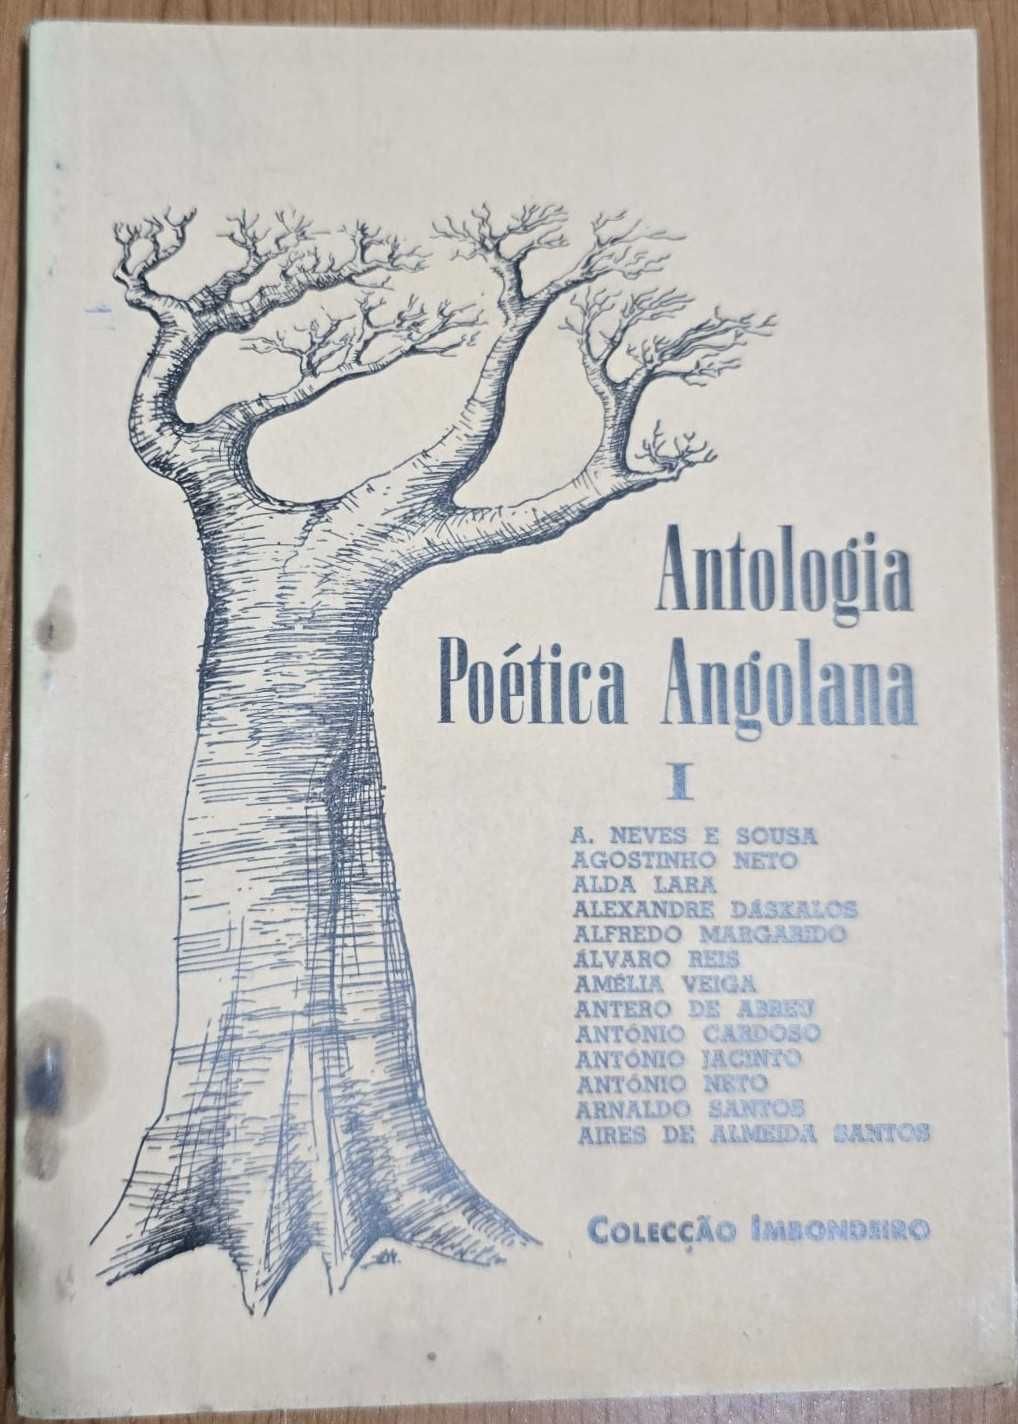 Antologia
Poética Angolana
I
A. NEVES E SOUSA
AGOSTINHO NETO
ALDA LARA
ALEXANDRE DÁSKALOS
ALFREDO MARGARIDO
ÁLVARO REIS
AMÉLIA VEIGA
ANTERO DE ABREU
ANTÓNIO CARDOSO
ANTÓNIO JACINTO
ANTÓNIO NETO
ARNALDO SANTOS
AIRES DE ALMEIDA SANTOS
COLECÇÃO IMBONDEIRO